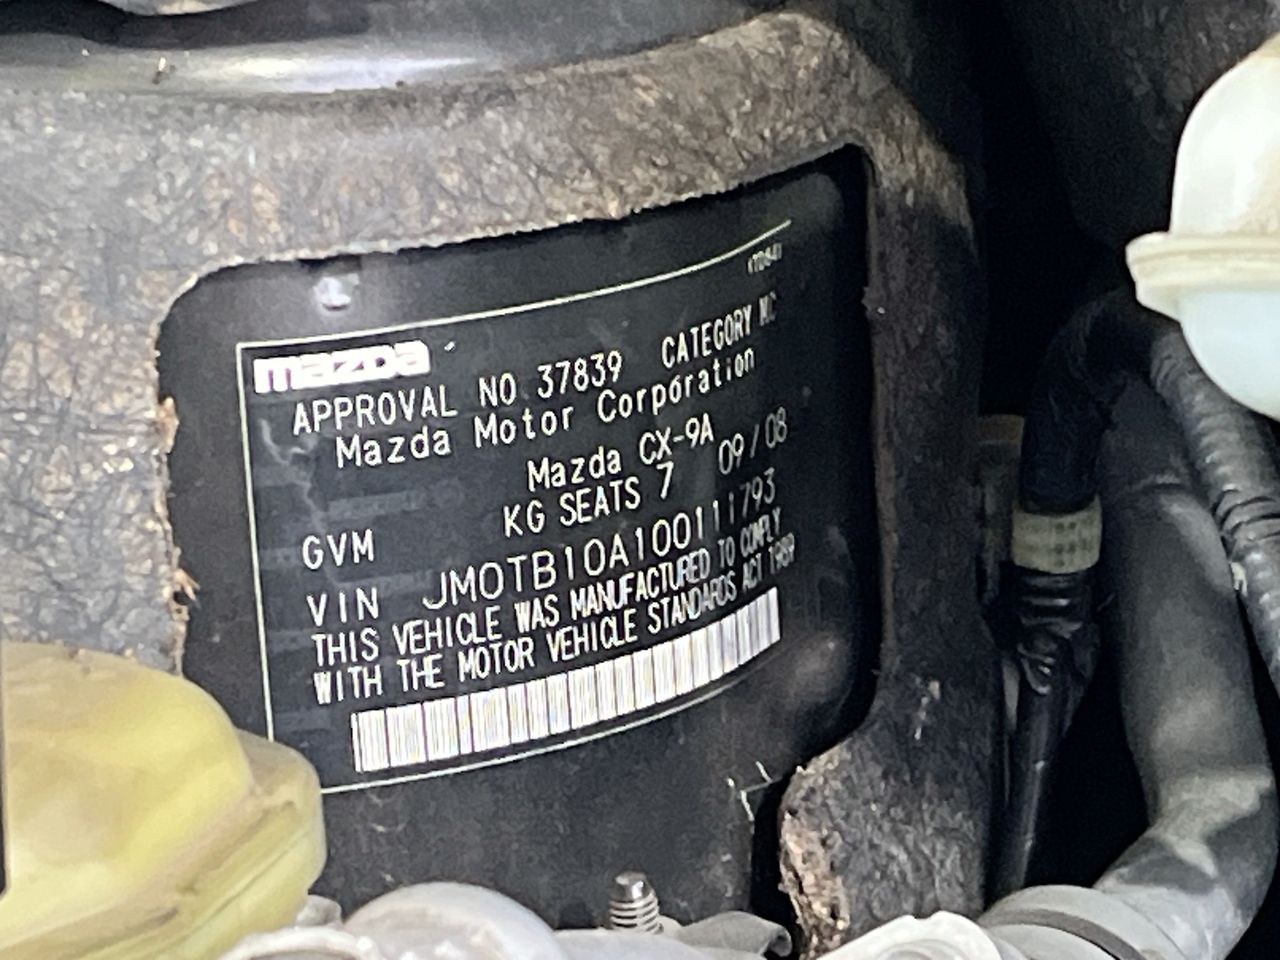 mazda
APPROVAL NO 37839 CATEGORY MC
Mazda Motor Corporation
Mazda CX-9A
GVM KG SEATS 7 09/08
VIN JM0TB10A100111793
THIS VEHICLE WAS MANUFACTURED TO COMPLY
WITH THE MOTOR VEHICLE STANDARDS ACT 1989